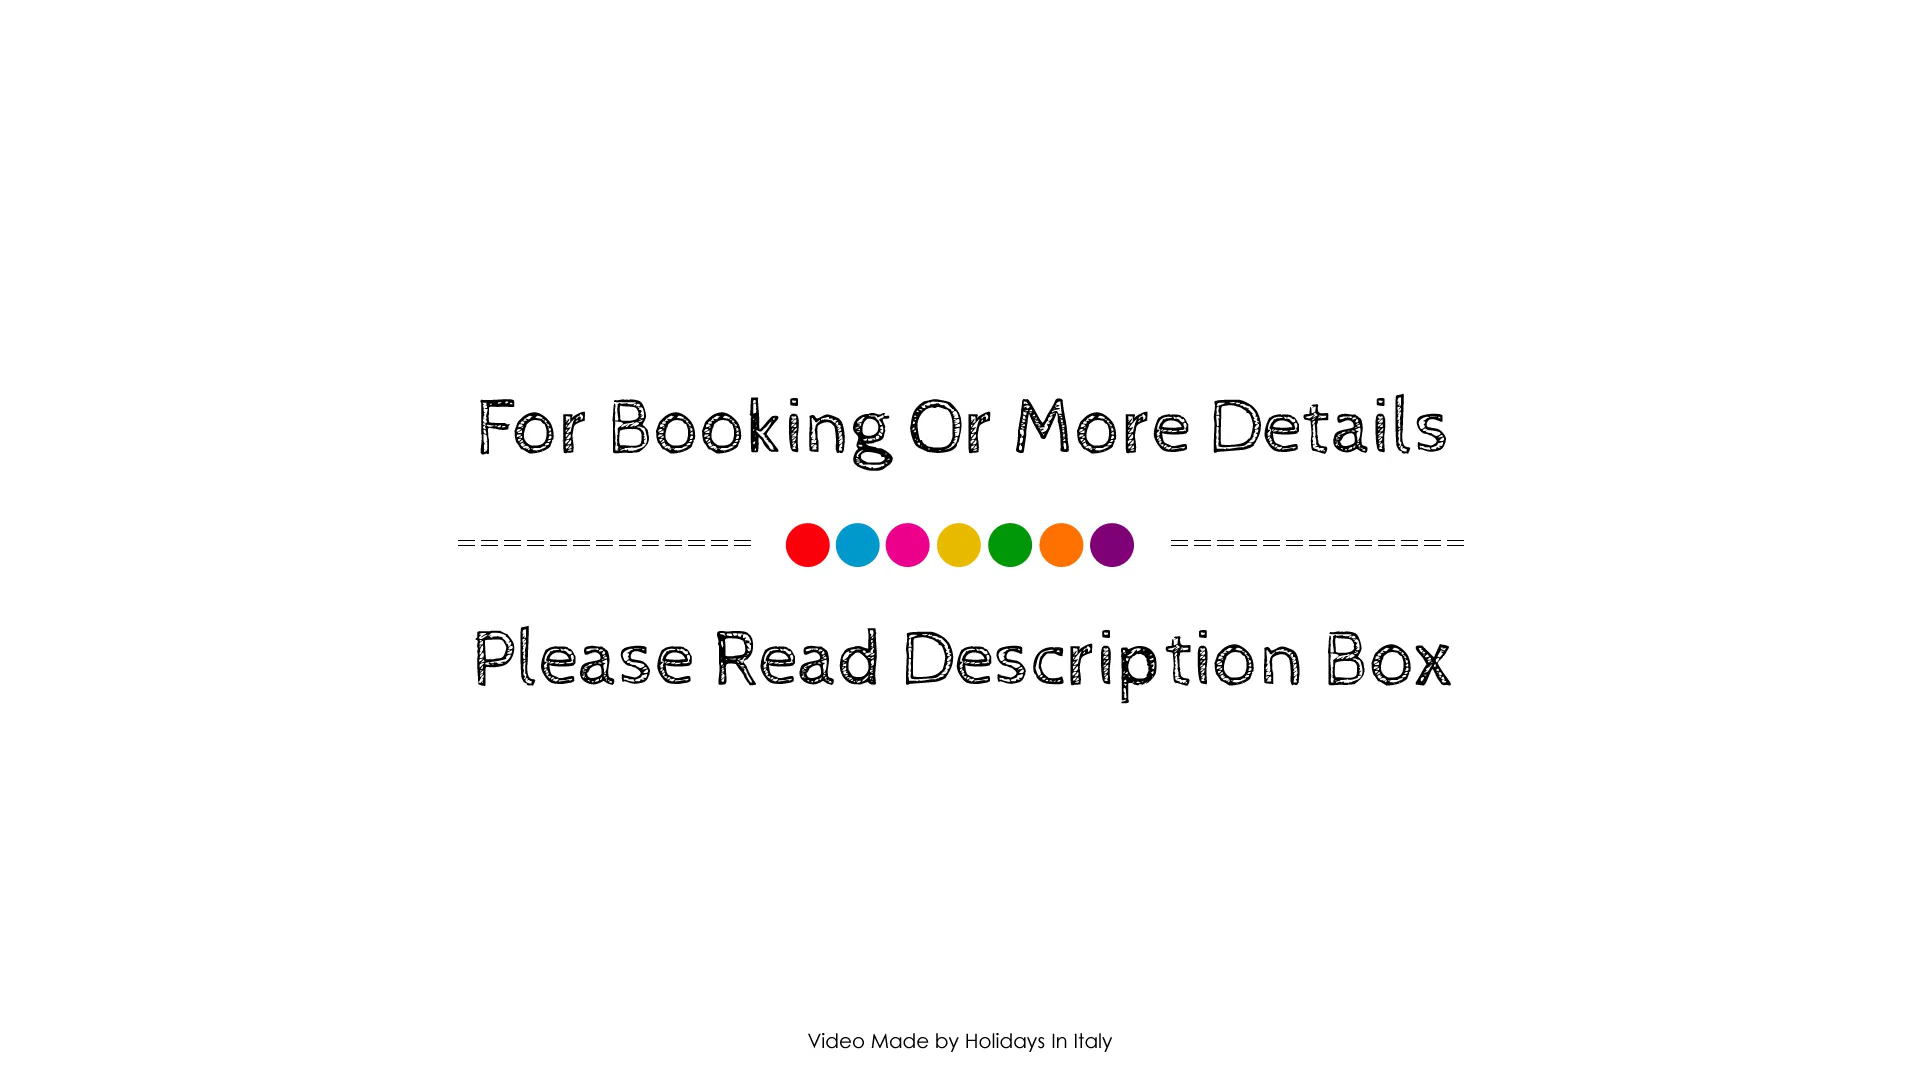 For Booking Or More Details
============= =============
Please Read Description Box
Video Made by Holidays In Italy